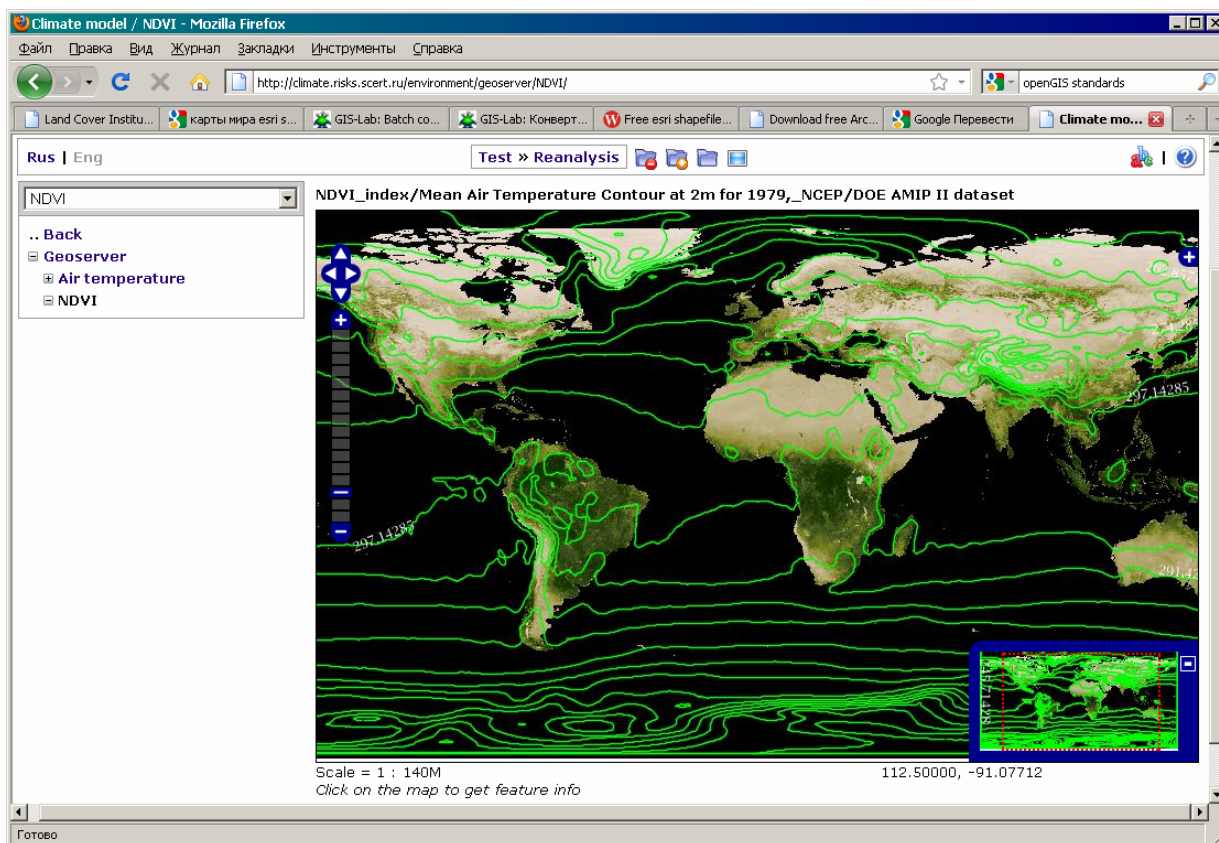 Climate model / NDVI - Mozilla Firefox
Файл Правка Вид Журнал Закладки Инструменты Справка
http://climate.risks.scert.ru/environment/geoserver/NDVI/ openGIS standards
Land Cover Institu... карты мира esri s... GIS-Lab: Batch co... GIS-Lab: Конверт... Free esri shapefile... Download free Arc... Google Перевести Climate mo...
Rus | Eng Test » Reanalysis
NDVI
NDVI_index/Mean Air Temperature Contour at 2m for 1979,_NCEP/DOE AMIP II dataset
.. Back
Geoserver
Air temperature
NDVI
297.14285
297.14285
Scale = 1 : 140M 112.50000, -91.07712
Click on the map to get feature info
Готово